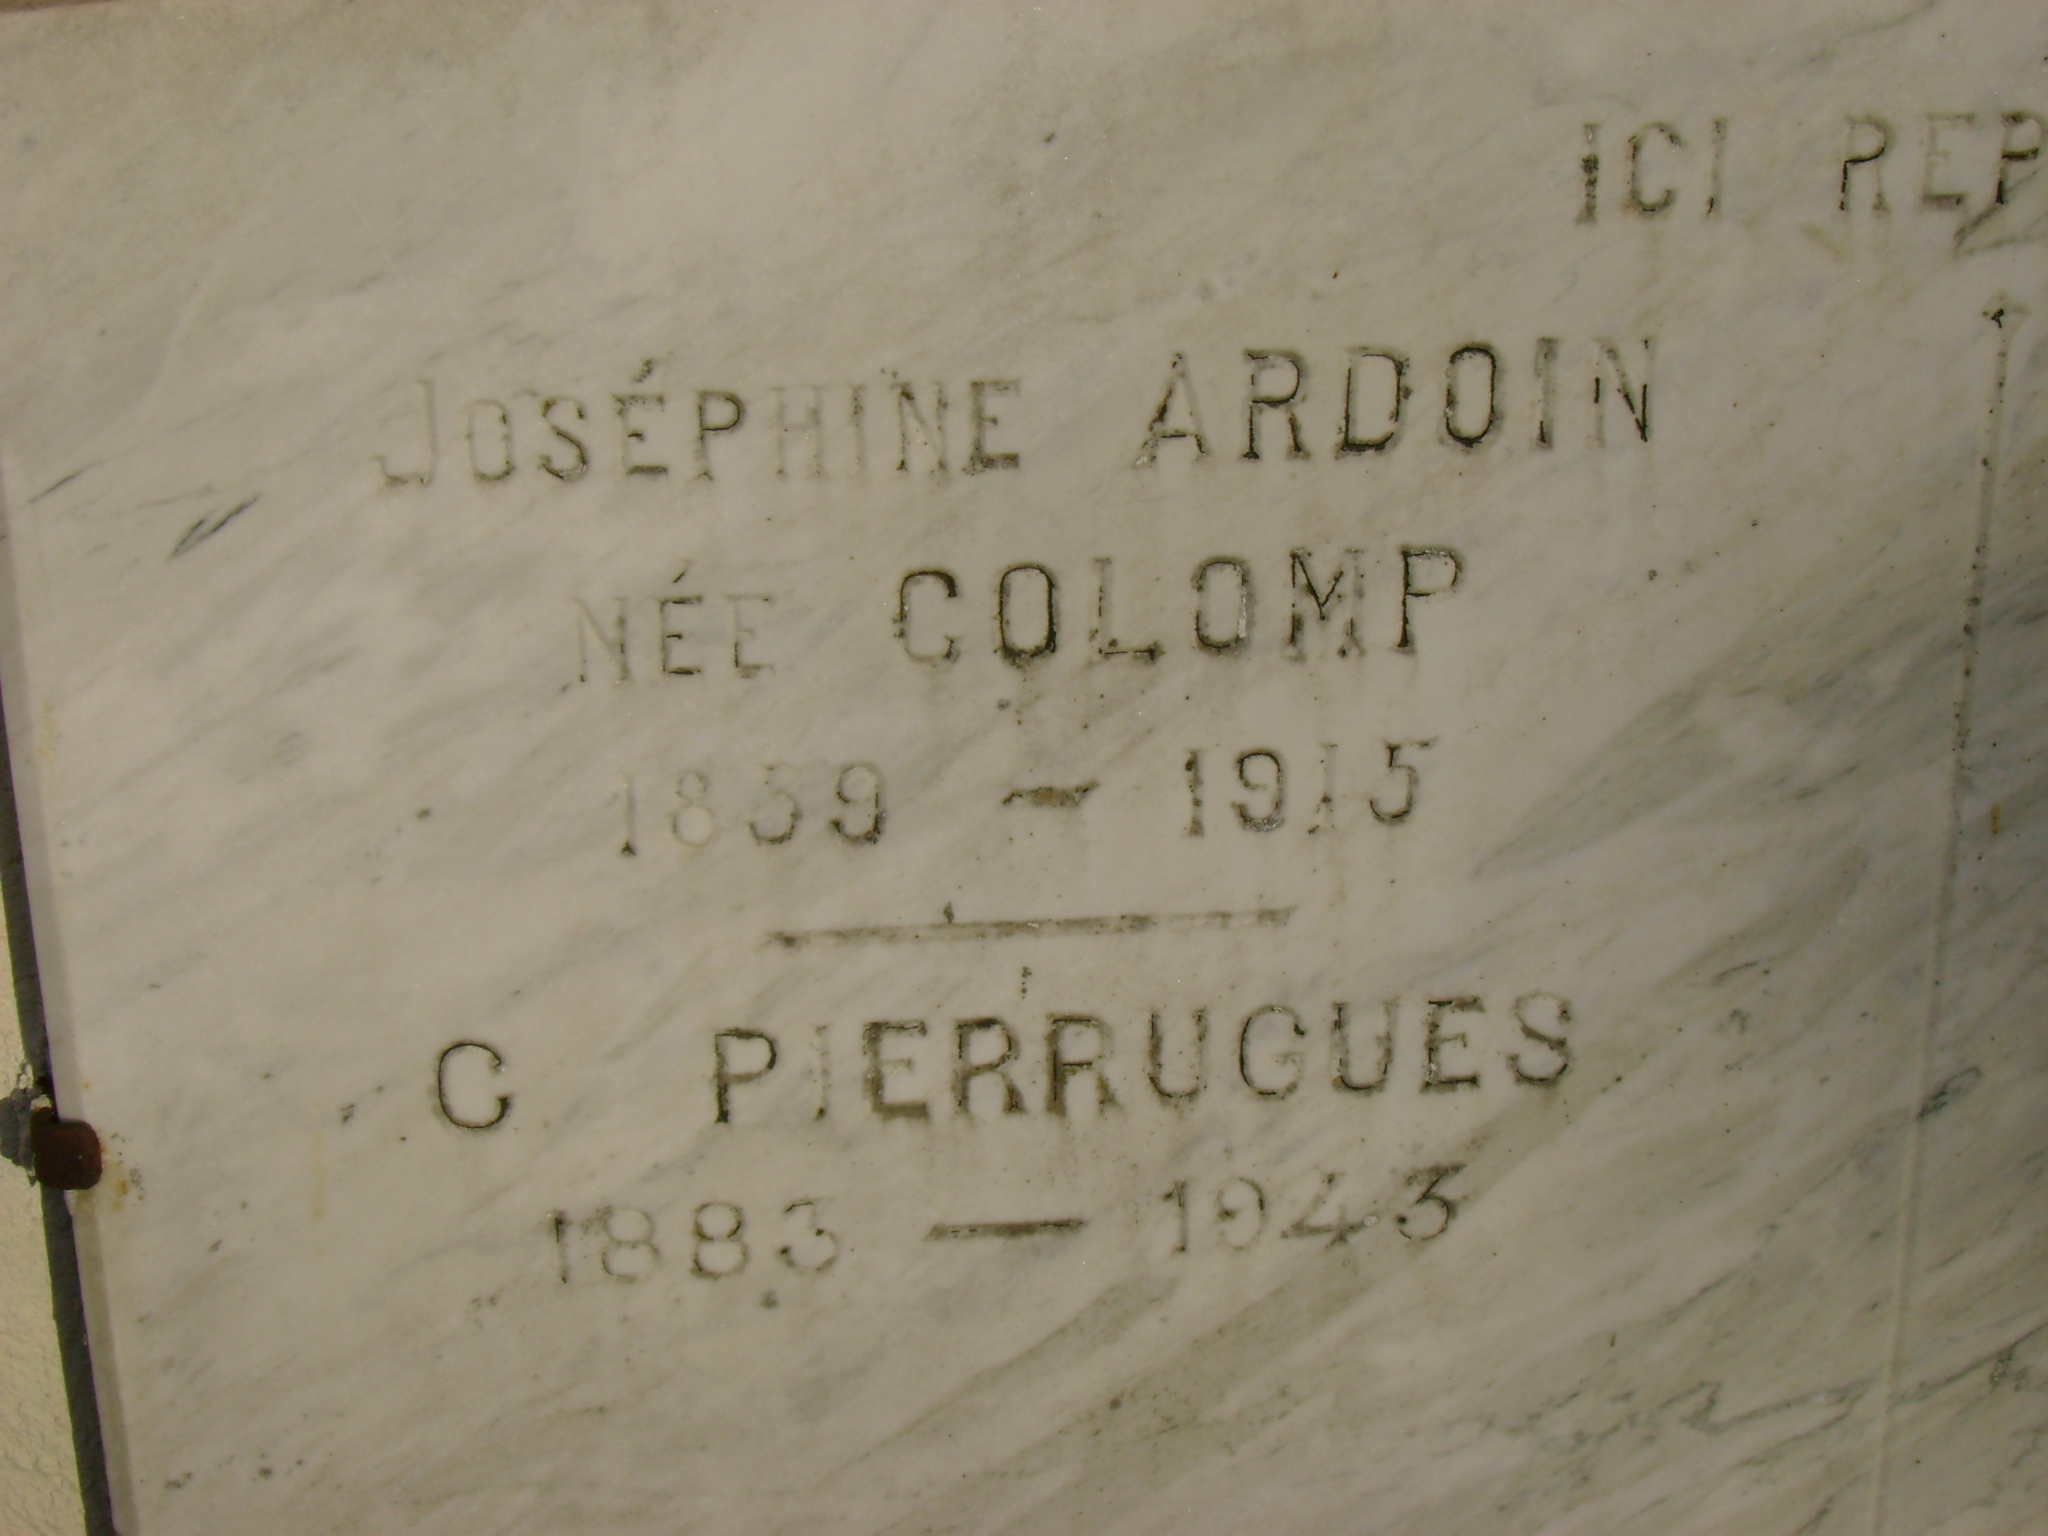 ICI REP
JOSÉPHINE ARDOIN
NÉE COLOMP
1859 - 1915
C PIERRUGUES
1883 - 1943